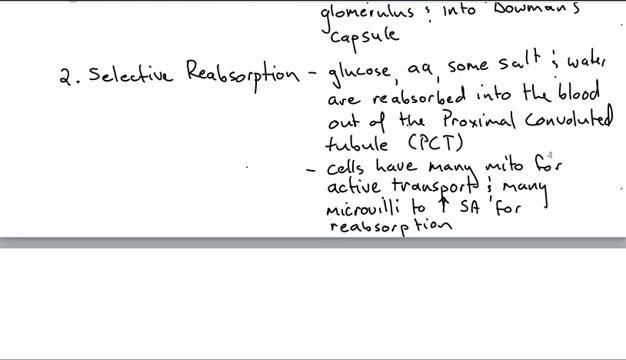 glomerulus & into Bowman's
capsule
2. Selective Reabsorption - glucose, aa, some salt & water
are reabsorbed into the blood
out of the Proximal Convoluted
tubule (PCT)
- cells have many mito for
active transport & many
microvilli to ↑ SA for
reabsorption